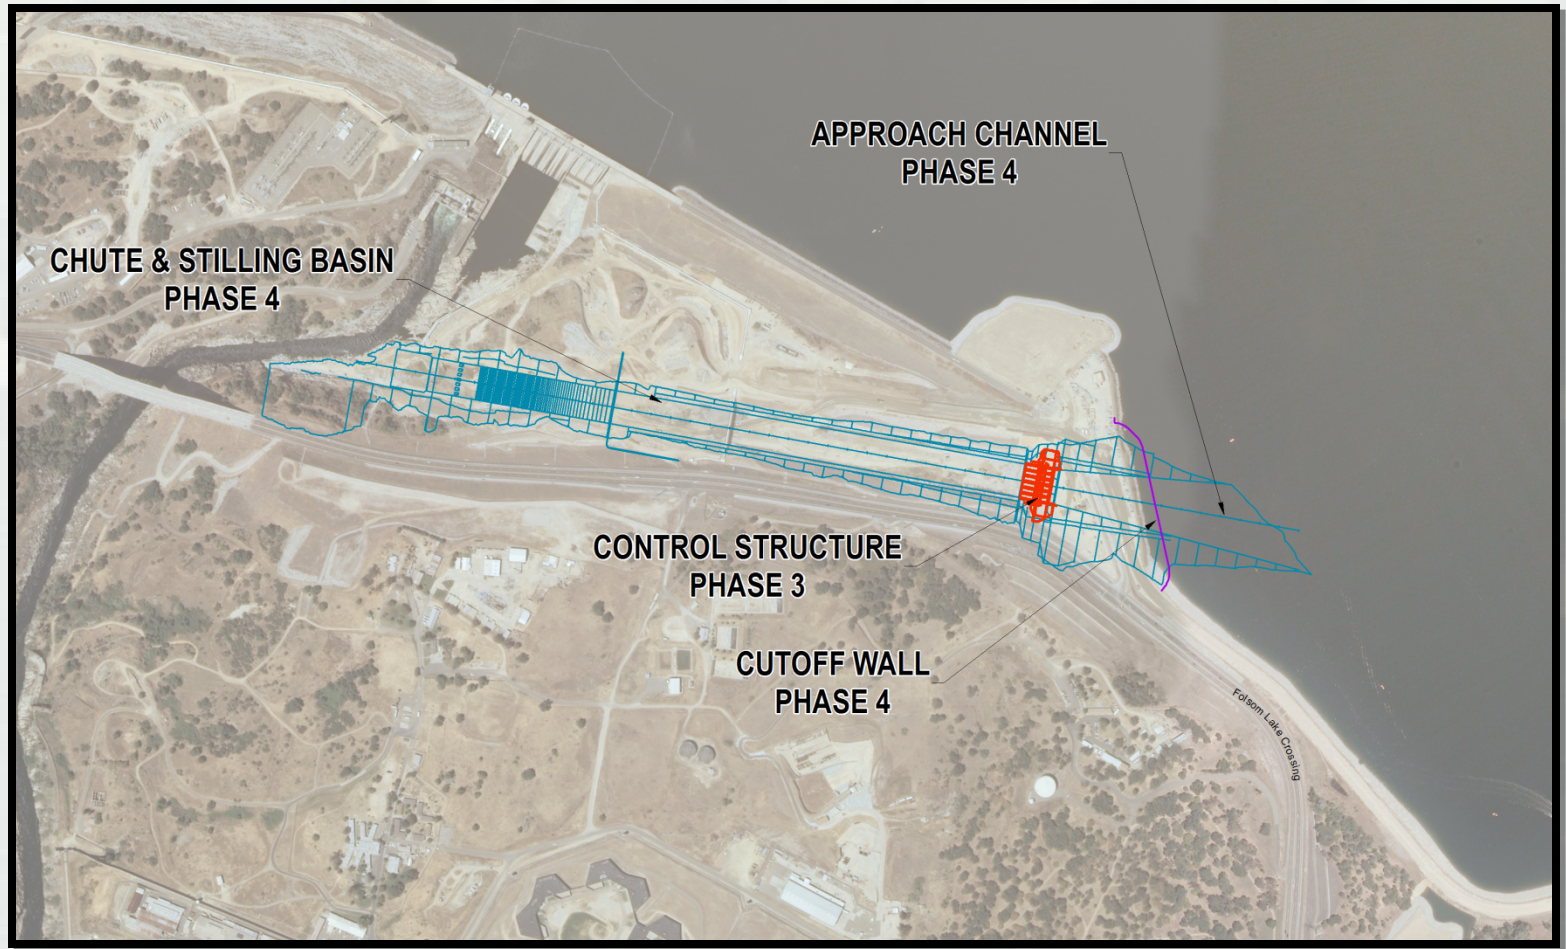 APPROACH CHANNEL
PHASE 4
CHUTE & STILLING BASIN
PHASE 4
CONTROL STRUCTURE
PHASE 3
CUTOFF WALL
PHASE 4
Folsom Lake Crossing